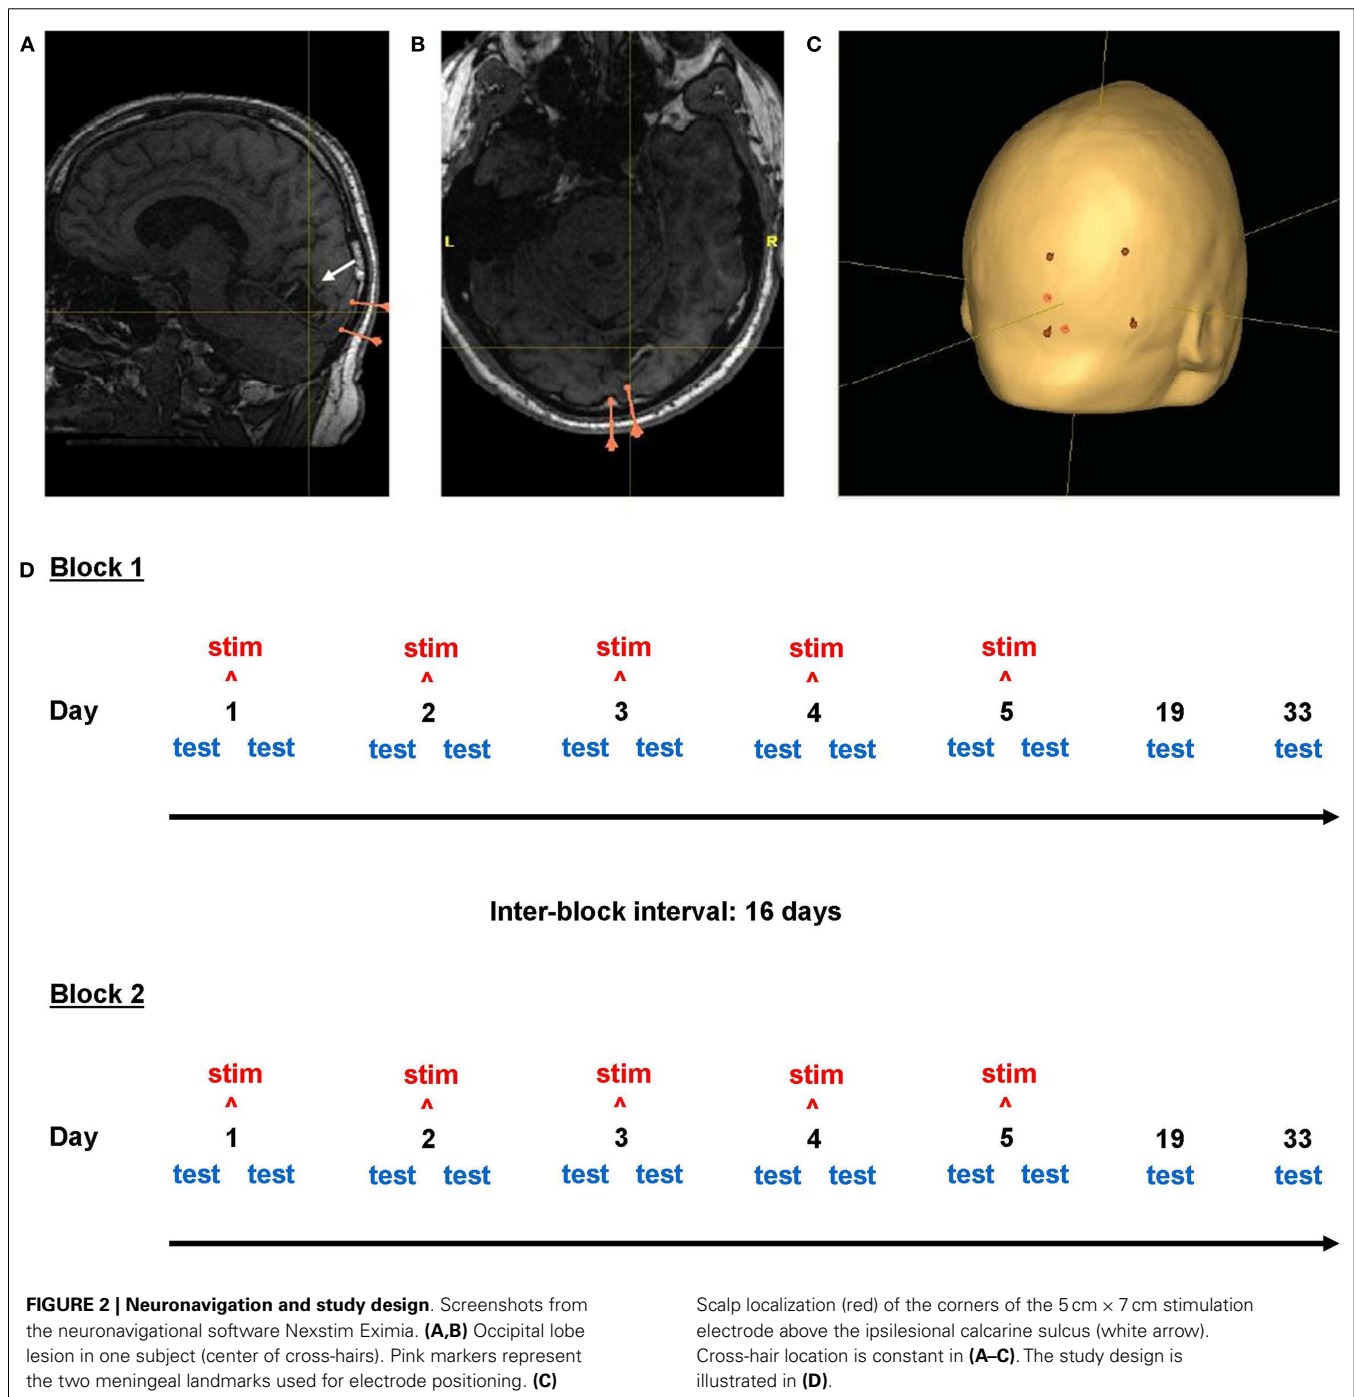 A
B
C
L
R
D Block 1
stim stim stim stim stim
^ ^ ^ ^ ^
Day 1 2 3 4 5 19 33
test test test test test test test test test test test test
Inter-block interval: 16 days
Block 2
stim stim stim stim stim
^ ^ ^ ^ ^
Day 1 2 3 4 5 19 33
test test test test test test test test test test test test
FIGURE 2 | Neuronavigation and study design. Screenshots from
the neuronavigational software Nexstim Eximia. (A,B) Occipital lobe
lesion in one subject (center of cross-hairs). Pink markers represent
the two meningeal landmarks used for electrode positioning. (C)
Scalp localization (red) of the corners of the 5 cm × 7 cm stimulation
electrode above the ipsilesional calcarine sulcus (white arrow).
Cross-hair location is constant in (A–C). The study design is
illustrated in (D).